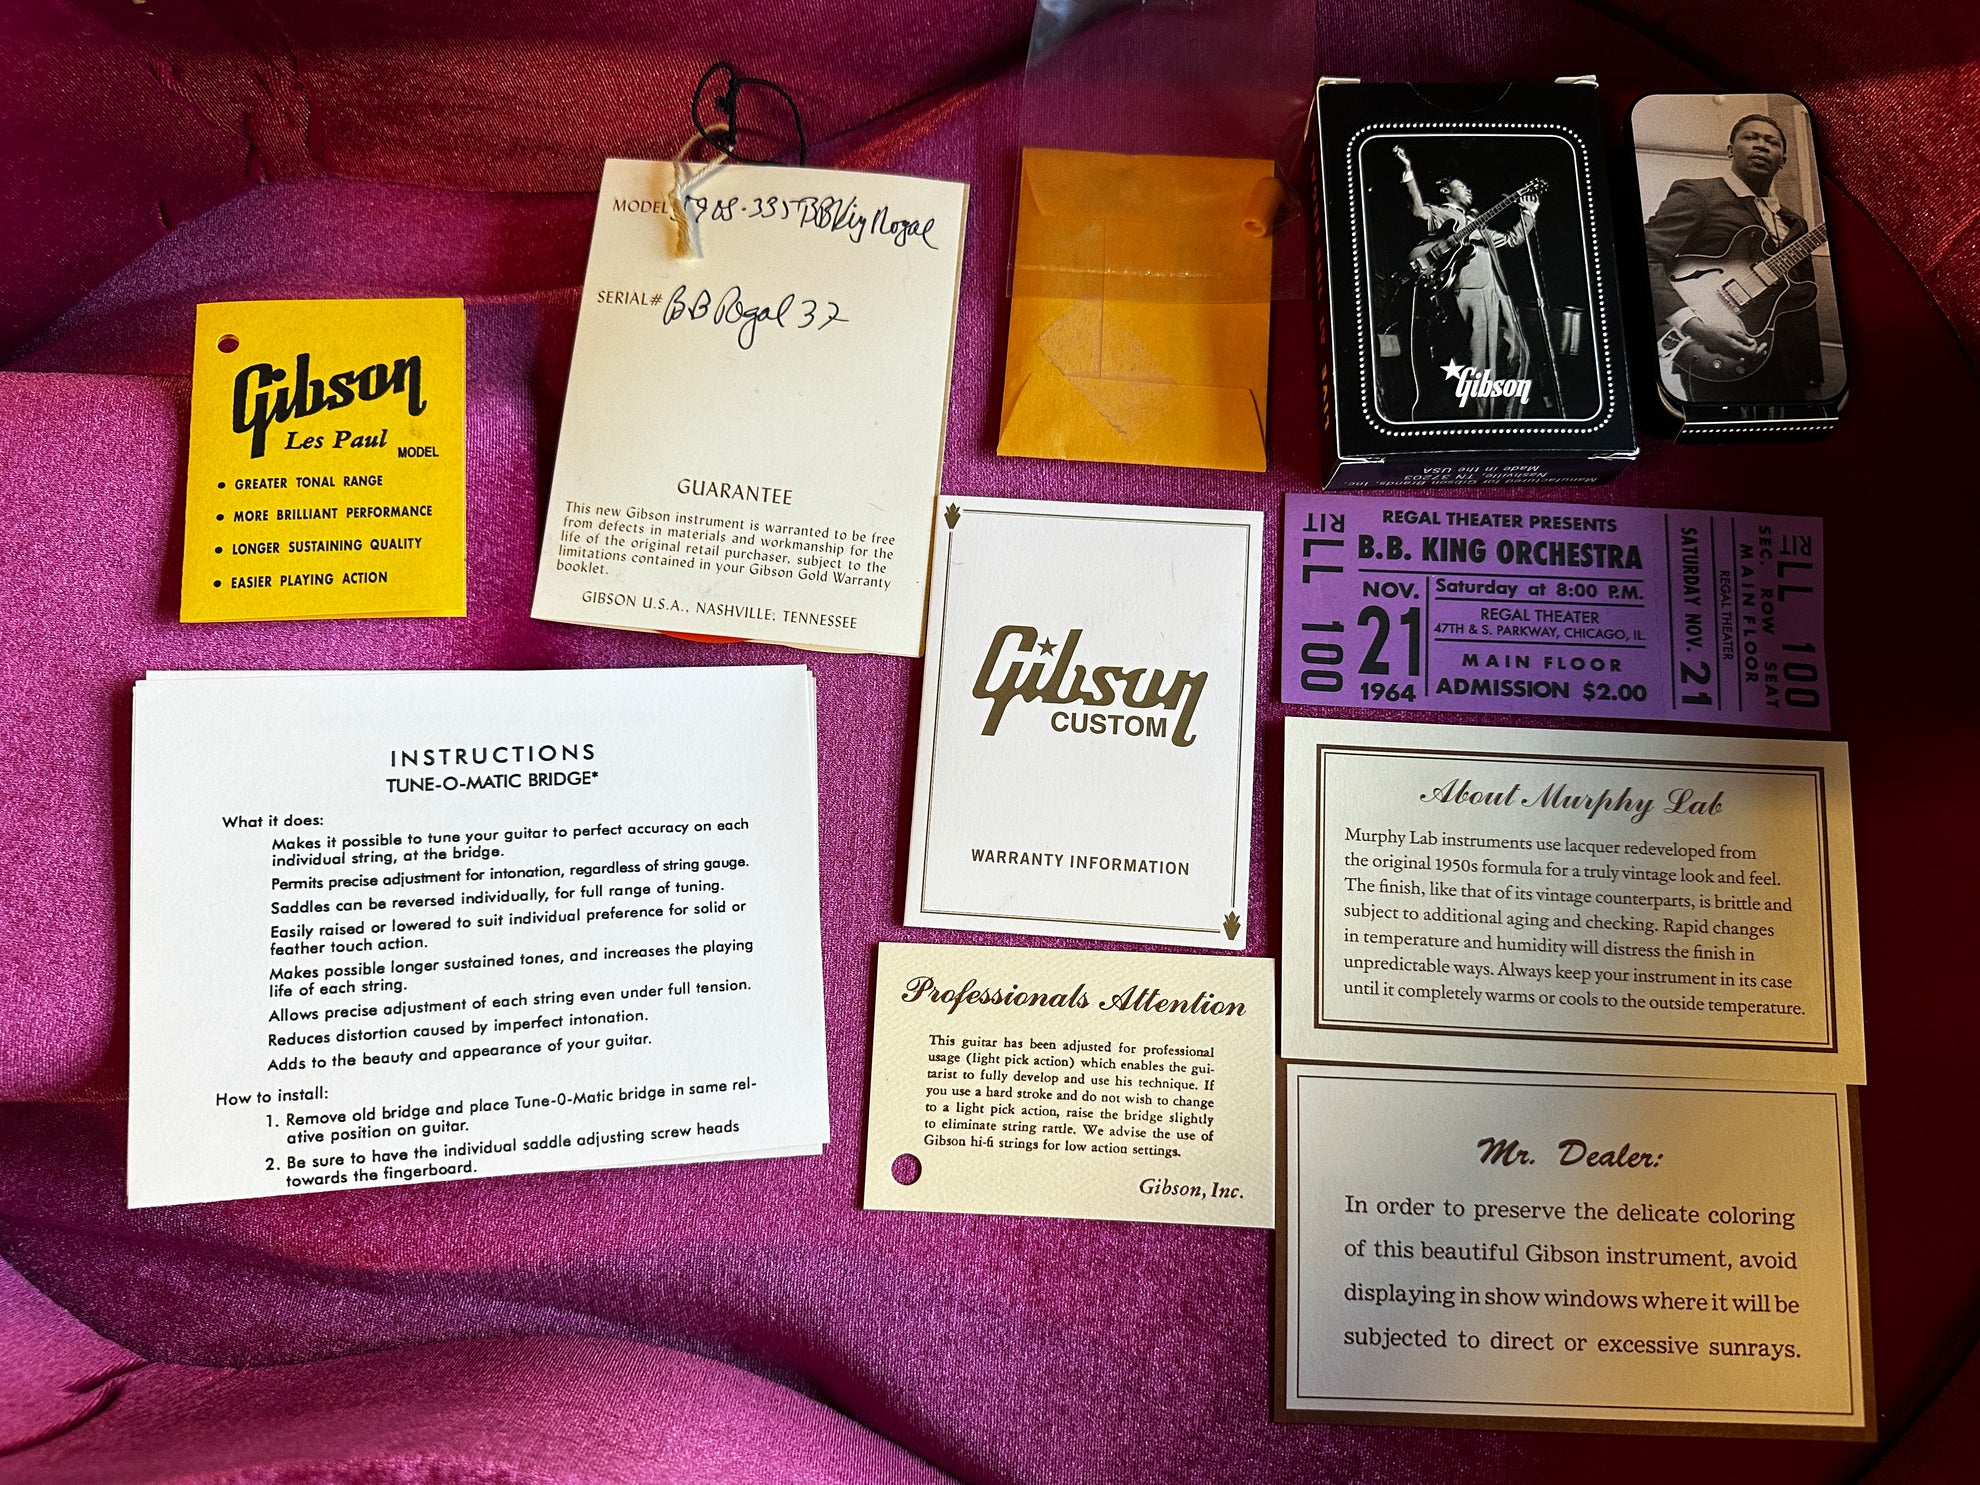 Gibson
Les Paul
MODEL
• GREATER TONAL RANGE
• MORE BRILLIANT PERFORMANCE
• LONGER SUSTAINING QUALITY
• EASIER PLAYING ACTION
MODEL
SERIAL# BB Regal 37
GUARANTEE
This new Gibson instrument is warranted to be free
from defects in materials and workmanship for the
life of the original retail purchaser, subject to the
limitations contained in your Gibson Gold Warranty
booklet.
GIBSON U.S.A., NASHVILLE, TENNESSEE
Gibson
Manufactured for Gibson Brands, Inc.
Nashville, TN 37203
Made in the USA
RIT
RLL 100
REGAL THEATER PRESENTS
B.B. KING ORCHESTRA
NOV.
21
1964
Saturday at 8:00 P.M.
REGAL THEATER
47TH & S. PARKWAY, CHICAGO, IL.
MAIN FLOOR
ADMISSION $2.00
SATURDAY NOV. 21
REGAL THEATER
MAIN FLOOR
SEC. ROW SEAT
RLL 100
RIT
INSTRUCTIONS
TUNE-O-MATIC BRIDGE*
What it does:
Makes it possible to tune your guitar to perfect accuracy on each
individual string, at the bridge.
Permits precise adjustment for intonation, regardless of string gauge.
Saddles can be reversed individually, for full range of tuning.
Easily raised or lowered to suit individual preference for solid or
feather touch action.
Makes possible longer sustained tones, and increases the playing
life of each string.
Allows precise adjustment of each string even under full tension.
Reduces distortion caused by imperfect intonation.
Adds to the beauty and appearance of your guitar.
How to install:
1. Remove old bridge and place Tune-O-Matic bridge in same rel-
ative position on guitar.
2. Be sure to have the individual saddle adjusting screw heads
towards the fingerboard.
Gibson
CUSTOM
WARRANTY INFORMATION
Professionals Attention
This guitar has been adjusted for professional
usage (light pick action) which enables the gui-
tarist to fully develop and use his technique. If
you use a hard stroke and do not wish to change
to a light pick action, raise the bridge slightly
to eliminate string rattle. We advise the use of
Gibson hi-fi strings for low action settings.
Gibson, Inc.
About Murphy Lab
Murphy Lab instruments use lacquer redeveloped from
the original 1950s formula for a truly vintage look and feel.
The finish, like that of its vintage counterparts, is brittle and
subject to additional aging and checking. Rapid changes
in temperature and humidity will distress the finish in
unpredictable ways. Always keep your instrument in its case
until it completely warms or cools to the outside temperature.
Mr. Dealer:
In order to preserve the delicate coloring
of this beautiful Gibson instrument, avoid
displaying in show windows where it will be
subjected to direct or excessive sunrays.